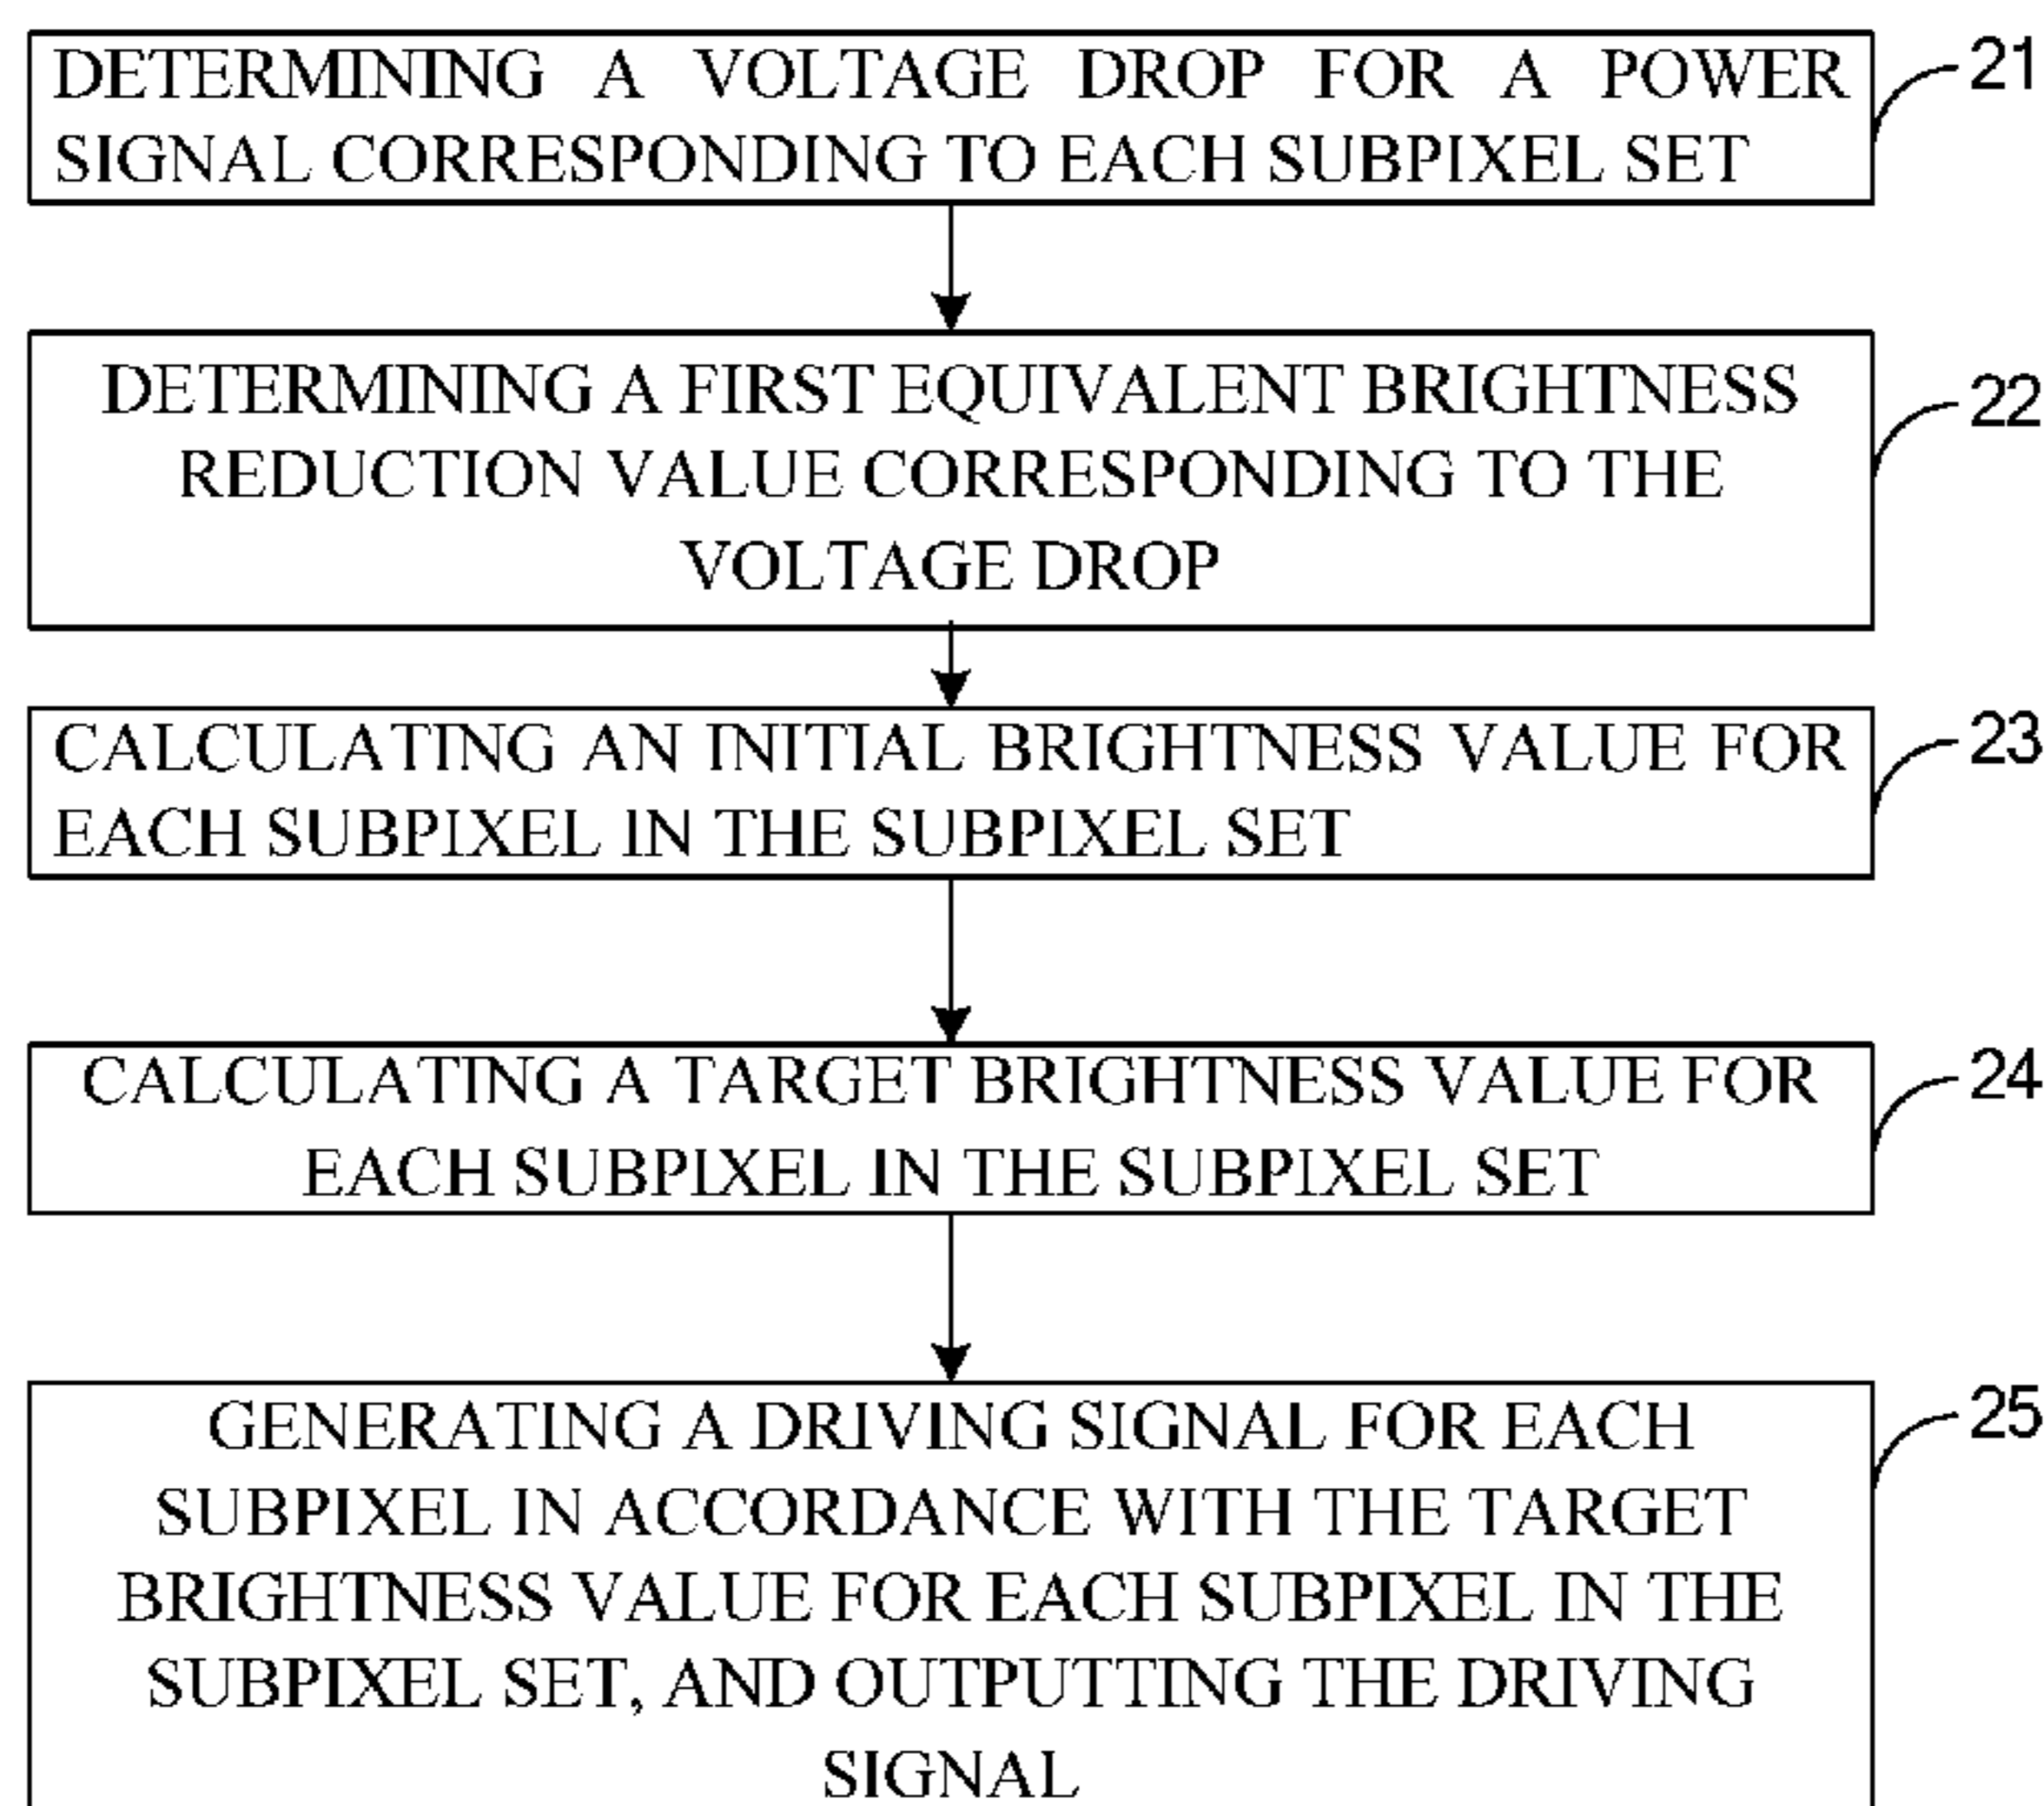 DETERMINING A VOLTAGE DROP FOR A POWER
SIGNAL CORRESPONDING TO EACH SUBPIXEL SET
21
DETERMINING A FIRST EQUIVALENT BRIGHTNESS
REDUCTION VALUE CORRESPONDING TO THE
VOLTAGE DROP
22
CALCULATING AN INITIAL BRIGHTNESS VALUE FOR
EACH SUBPIXEL IN THE SUBPIXEL SET
23
CALCULATING A TARGET BRIGHTNESS VALUE FOR
EACH SUBPIXEL IN THE SUBPIXEL SET
24
GENERATING A DRIVING SIGNAL FOR EACH
SUBPIXEL IN ACCORDANCE WITH THE TARGET
BRIGHTNESS VALUE FOR EACH SUBPIXEL IN THE
SUBPIXEL SET, AND OUTPUTTING THE DRIVING
SIGNAL
25